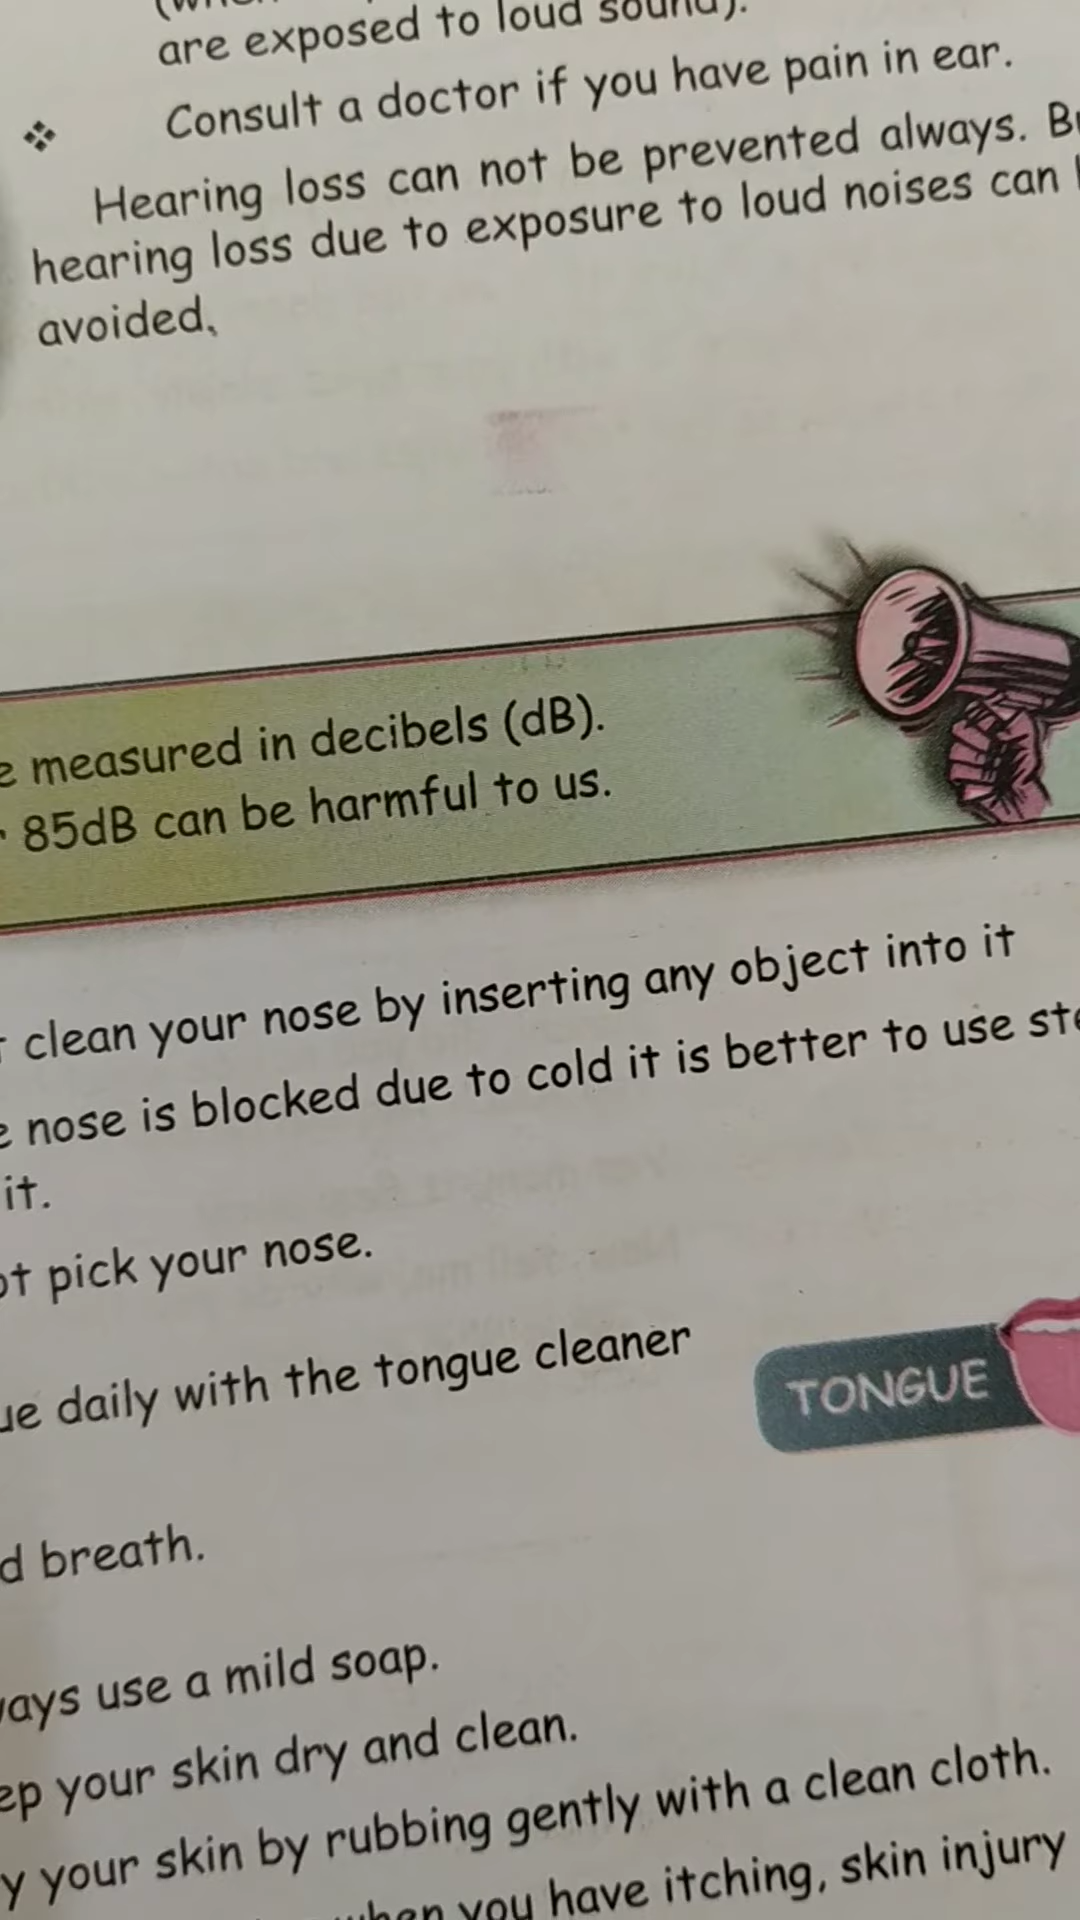 are exposed to loud sound).
❖ Consult a doctor if you have pain in ear.
Hearing loss can not be prevented always.
hearing loss due to exposure to loud noises can
avoided.
measured in decibels (dB).
85dB can be harmful to us.
clean your nose by inserting any object into it
nose is blocked due to cold it is better to use
it.
pick your nose.
daily with the tongue cleaner
TONGUE
breath.
use a mild soap.
your skin dry and clean.
your skin by rubbing gently with a clean cloth.
you have itching, skin injury